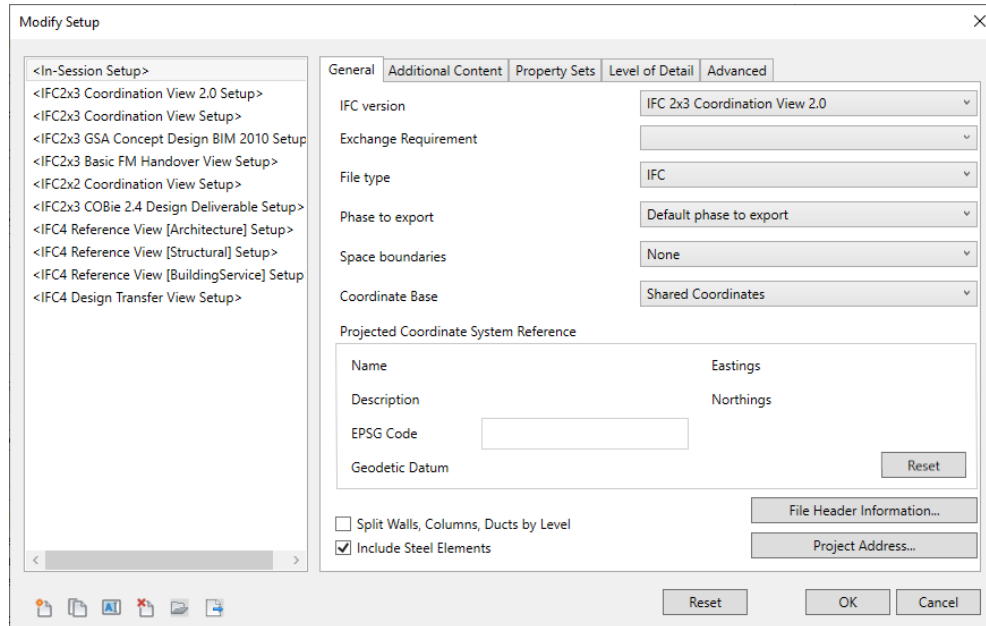 Modify Setup
<In-Session Setup>
<IFC2x3 Coordination View 2.0 Setup>
<IFC2x3 Coordination View Setup>
<IFC2x3 GSA Concept Design BIM 2010 Setup
<IFC2x3 Basic FM Handover View Setup>
<IFC2x2 Coordination View Setup>
<IFC2x3 COBie 2.4 Design Deliverable Setup>
<IFC4 Reference View [Architecture] Setup>
<IFC4 Reference View [Structural] Setup>
<IFC4 Reference View [BuildingService] Setup
<IFC4 Design Transfer View Setup>
General Additional Content Property Sets Level of Detail Advanced
IFC version IFC 2x3 Coordination View 2.0
Exchange Requirement
File type IFC
Phase to export Default phase to export
Space boundaries None
Coordinate Base Shared Coordinates
Projected Coordinate System Reference
Name Eastings
Description Northings
EPSG Code
Geodetic Datum Reset
File Header Information...
Split Walls, Columns, Ducts by Level
Include Steel Elements Project Address...
AI
Reset OK Cancel